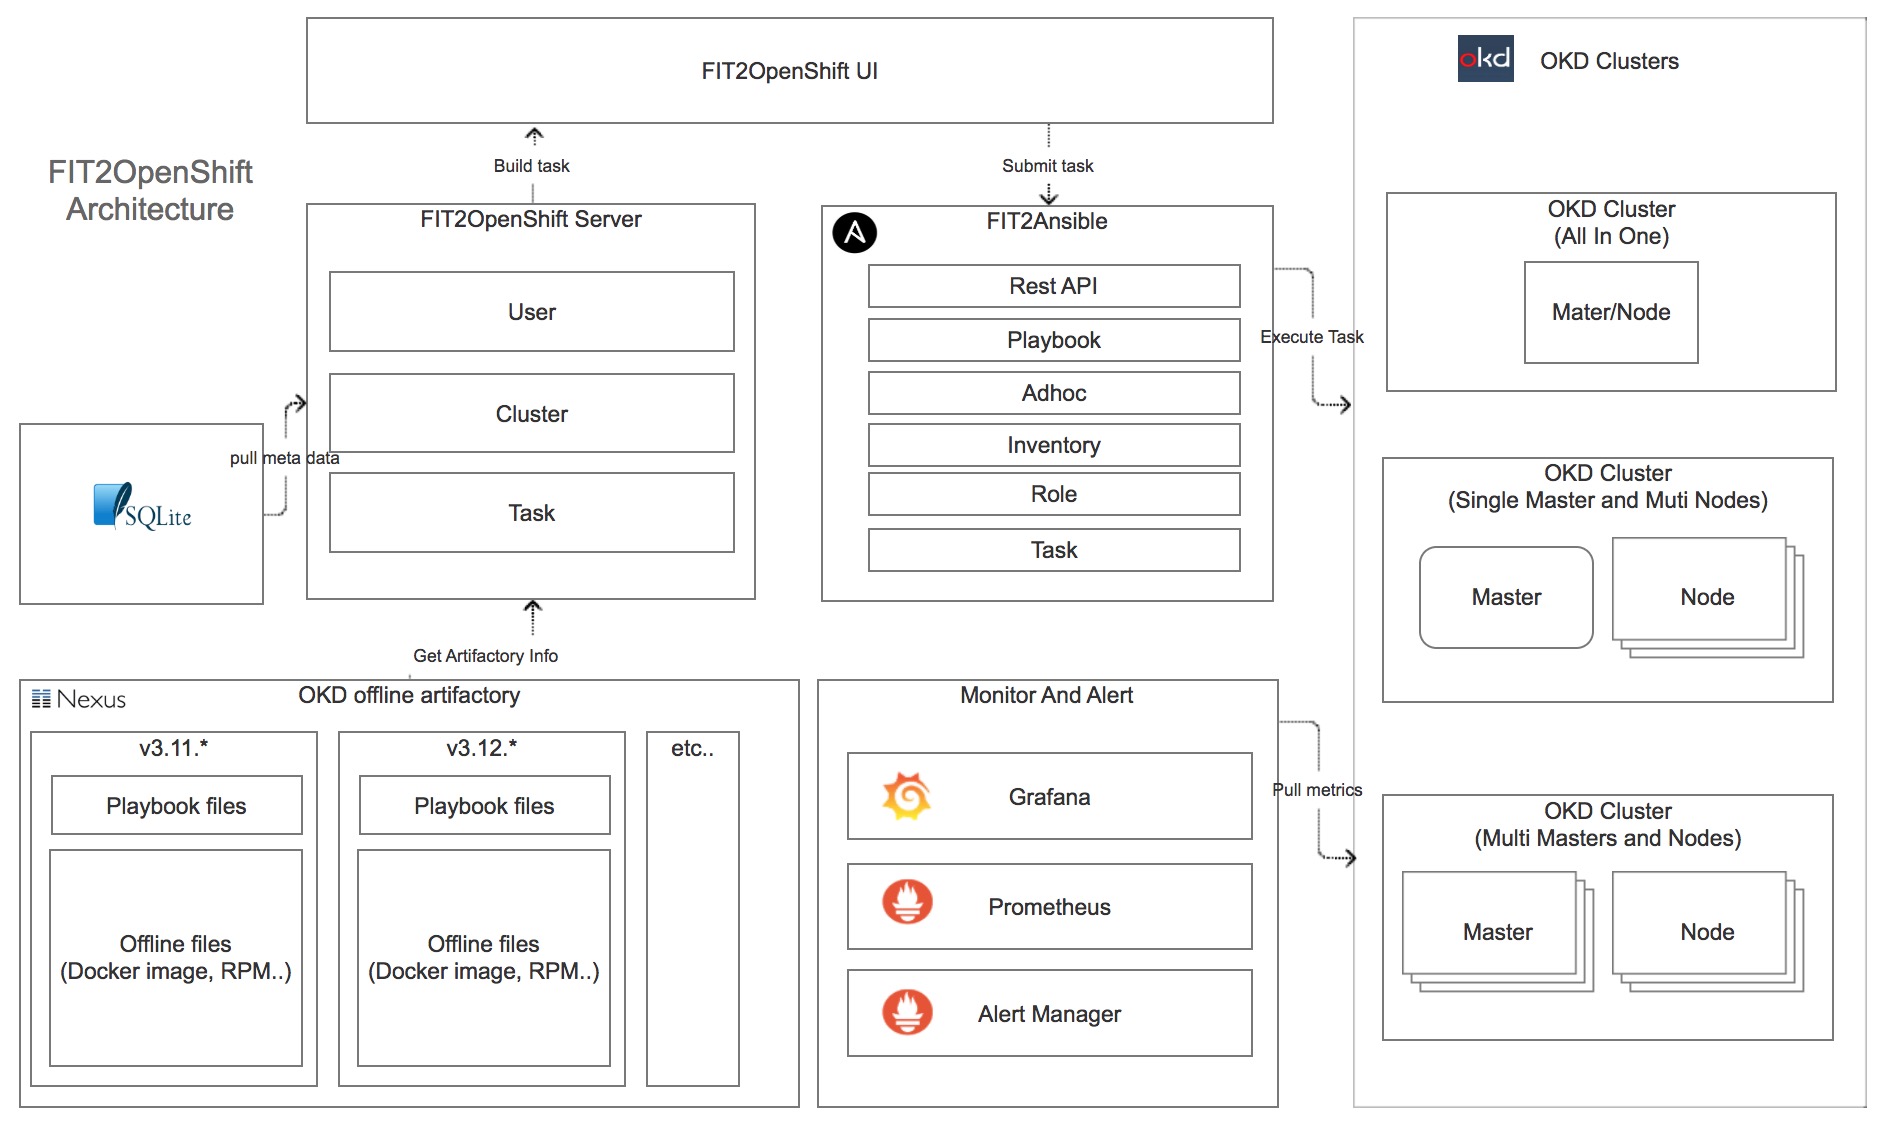 FIT2OpenShift
Architecture
FIT2OpenShift UI
Build task
Submit task
FIT2OpenShift Server
User
Cluster
Task
SQLite
pull meta data
FIT2Ansible
Rest API
Playbook
Adhoc
Inventory
Role
Task
Execute Task
Get Artifactory Info
Nexus
OKD offline artifactory
v3.11.*
Playbook files
Offline files
(Docker image, RPM..)
v3.12.*
Playbook files
Offline files
(Docker image, RPM..)
etc..
Monitor And Alert
Grafana
Prometheus
Alert Manager
Pull metrics
okd
OKD Clusters
OKD Cluster
(All In One)
Mater/Node
OKD Cluster
(Single Master and Muti Nodes)
Master
Node
OKD Cluster
(Multi Masters and Nodes)
Master
Node